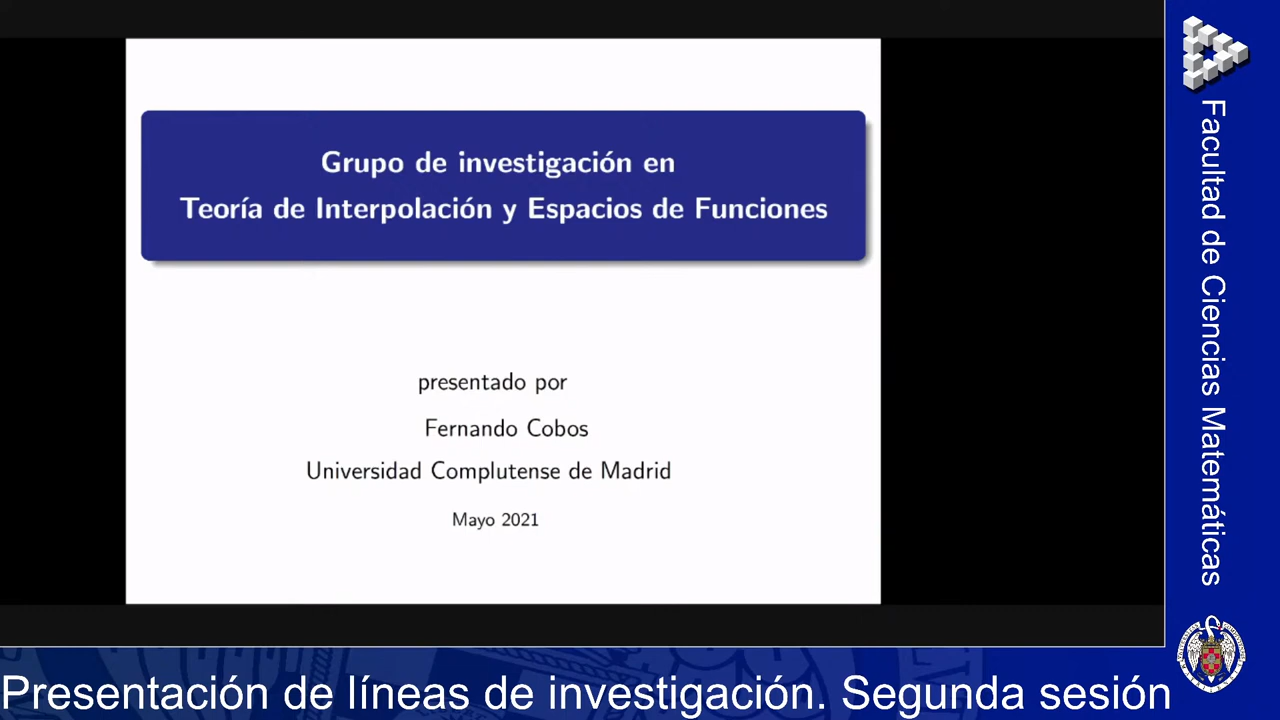 Grupo de investigación en
Teoría de Interpolación y Espacios de Funciones
presentado por
Fernando Cobos
Universidad Complutense de Madrid
Mayo 2021
Facultad de Ciencias Matemáticas
Presentación de líneas de investigación. Segunda sesión